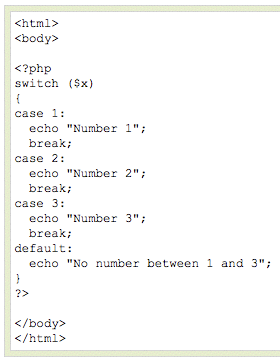 <html>
<body>

<?php
switch ($x)
{
case 1:
  echo "Number 1";
  break;
case 2:
  echo "Number 2";
  break;
case 3:
  echo "Number 3";
  break;
default:
  echo "No number between 1 and 3";
}
?>

</body>
</html>